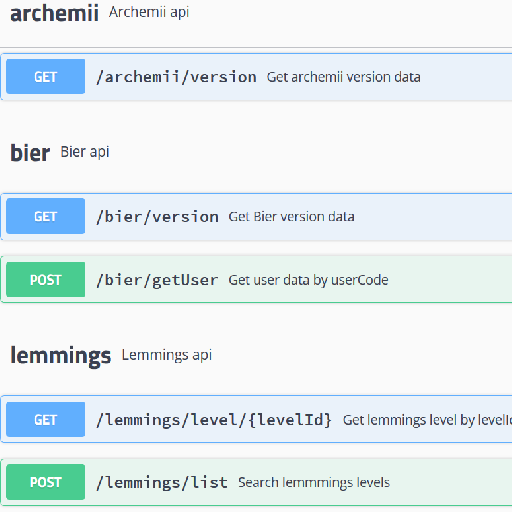 archemii Archemii api
GET /archemii/version Get archemii version data
bier Bier api
GET /bier/version Get Bier version data
POST /bier/getUser Get user data by userCode
lemmings Lemmings api
GET /lemmings/level/{levelId} Get lemmings level by levelId
POST /lemmings/list Search lemmmings levels